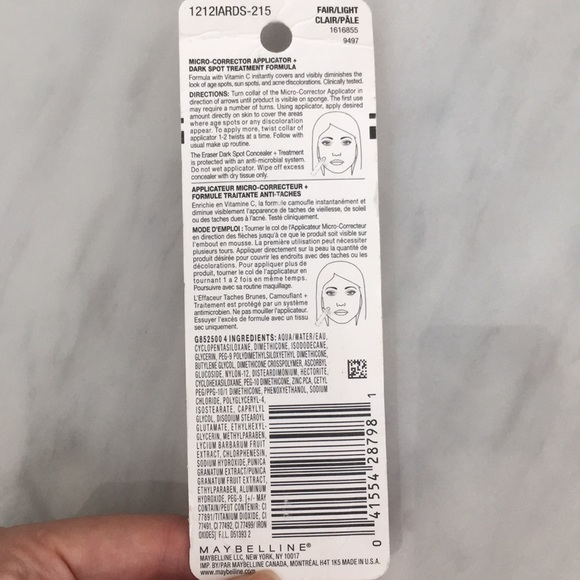 1212IARDS-215
FAIR/LIGHT
CLAIR/PÂLE
1616855
9497
MICRO-CORRECTOR APPLICATOR +
DARK SPOT TREATMENT FORMULA
Formula with Vitamin C instantly covers and visibly diminishes the
look of age spots, sun spots, and acne discolorations. Clinically tested.
DIRECTIONS: Turn collar of the Micro-Corrector Applicator in
direction of arrows until product is visible on sponge. The first use
may require a number of turns. Using applicator, apply desired
amount directly on skin to cover the areas
where age spots or any discoloration
appear. To apply more, twist collar of
applicator 1-2 twists at a time. Follow with
usual make up routine.
The Eraser Dark Spot Concealer + Treatment
is protected with an anti-microbial system.
Do not wet applicator. Wipe off excess
concealer with dry tissue only.
APPLICATEUR MICRO-CORRECTEUR +
FORMULE TRAITANTE ANTI-TACHES
Enrichie en Vitamine C, la formule camoufle instantanément et
diminue visiblement l'apparence de taches de vieillesse, de soleil
ou des taches dues à l'acné. Testé cliniquement.
MODE D'EMPLOI : Tourner le col de l'Applicateur Micro-Correcteur
en direction des flèches jusqu'à ce que le produit soit visible sur
l'embout en mousse. La première utilisation peut nécessiter
plusieurs tours. Appliquer directement sur peau la quantité de
produit désirée pour couvrir les endroits avec des taches ou les
décolorations. Pour appliquer plus de
produit, tourner le col de l'applicateur en
tournant 1 a 2 fois en même temps.
Poursuivre avec sa routine maquillage.
L'Effaceur Taches Brunes, Camouflant +
Traitement est protégé par un système
antimicrobien. Ne pas mouiller l'applicateur.
Essuyer l'excès de formule avec un tissu
sec uniquement.
G852500 4 INGREDIENTS: AQUA/WATER/EAU,
CYCLOPENTASILOXANE, DIMETHICONE, ISODODECANE,
GLYCERIN, PEG-9 POLYDIMETHYLSILOXYETHYL DIMETHICONE,
BUTYLENE GLYCOL, DIMETHICONE CROSSPOLYMER, ASCORBYL
GLUCOSIDE, NYLON-12, DISTEARDIMONIUM, HECTORITE,
CYCLOHEXASILOXANE, PEG-10 DIMETHICONE, ZINC PCA, CETYL
PEG/PPG-10/1 DIMETHICONE, PHENOXYETHANOL, SODIUM
CHLORIDE, POLYGLYCERYL-4,
ISOSTEARATE, CAPRYLYL
GLYCOL, DISODIUM STEAROYL
GLUTAMATE, ETHYLHEXYL-
GLYCERIN, METHYLPARABEN,
LYCIUM BARBARUM FRUIT
EXTRACT, CHLORPHENESIN,
SODIUM HYDROXIDE, PUNICA
GRANATUM EXTRACT/PUNICA
GRANATUM FRUIT EXTRACT,
ETHYLPARABEN, ALUMINUM
HYDROXIDE, PEG-9. [+/- MAY
CONTAIN/PEUT CONTENIR: CI
77891/TITANIUM DIOXIDE, CI
77491, CI 77492, CI 77499/ IRON
OXIDES] F.I.L. D51383 2
0 41554 28798 1
MAYBELLINE®
MAYBELLINE LLC, NEW YORK, NY 10017
IMP. BY/PAR MAYBELLINE CANADA, MONTRÉAL H4T 1K5 MADE IN U.S.A.
www.maybelline.com